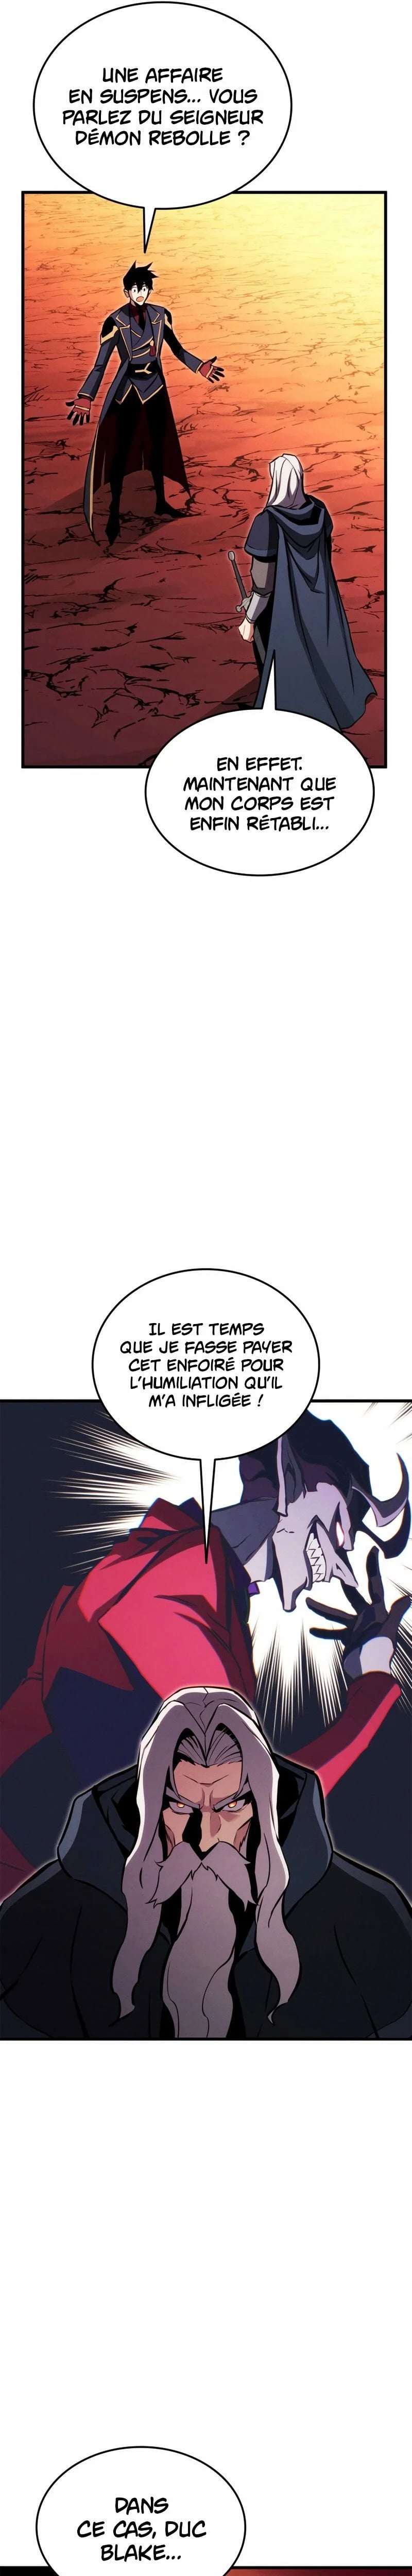 UNE AFFAIRE
EN SUSPENS... VOUS
PARLEZ DU SEIGNEUR
DÉMON REBOLLE ?
EN EFFET.
MAINTENANT QUE
MON CORPS EST
ENFIN RÉTABLI...
IL EST TEMPS
QUE JE FASSE PAYER
CET ENFOIRÉ POUR
L'HUMILIATION QU'IL
M'A INFLIGÉE !
DANS
CE CAS, DUC
BLAKE...